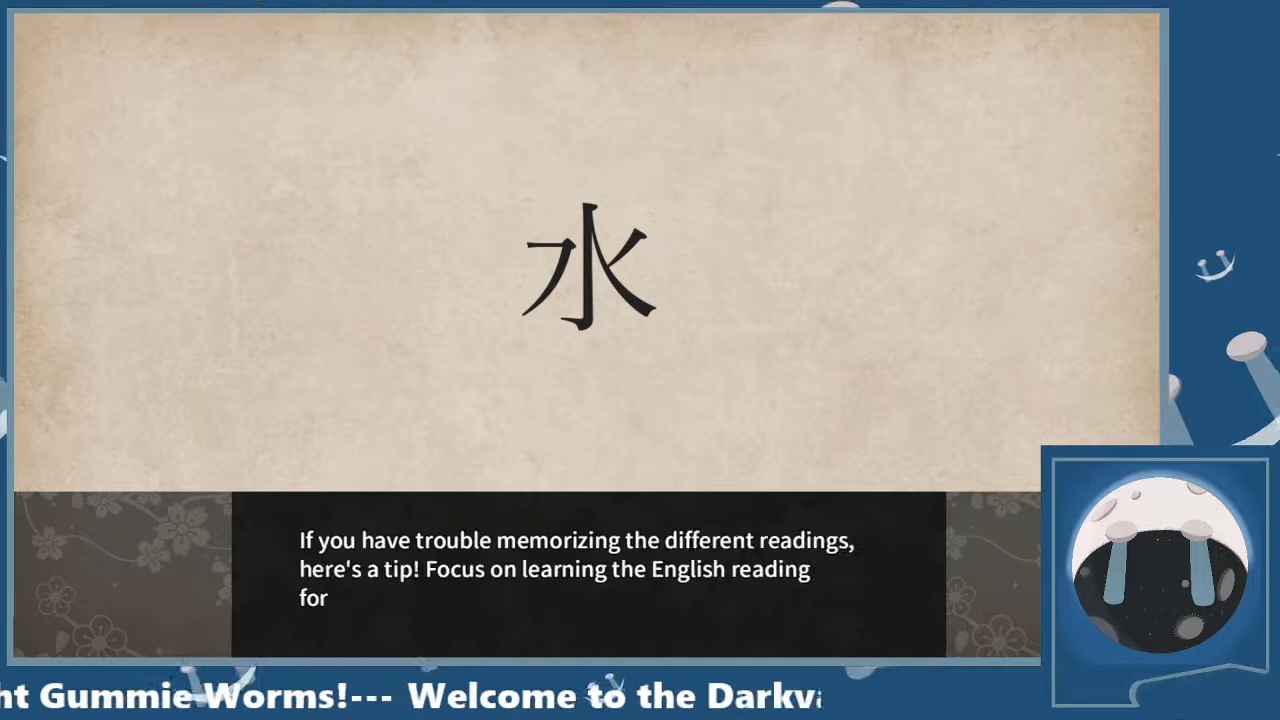 水
If you have trouble memorizing the different readings,
here's a tip! Focus on learning the English reading
for
Gummie Worms!--- Welcome to the